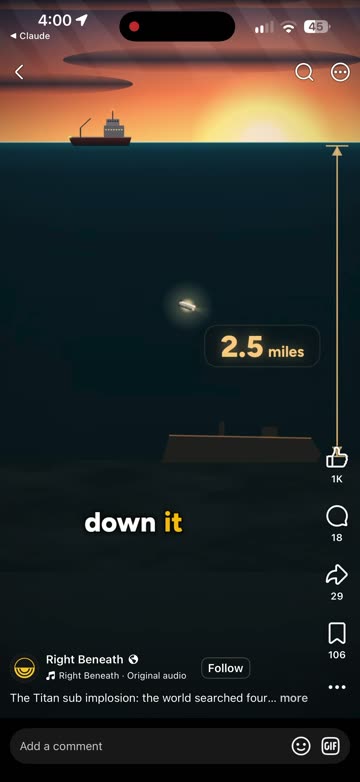 4:00
45
◀ Claude
2.5 miles
1K
down it
18
29
106
Right Beneath
Right Beneath · Original audio
Follow
The Titan sub implosion: the world searched four... more
Add a comment
GIF